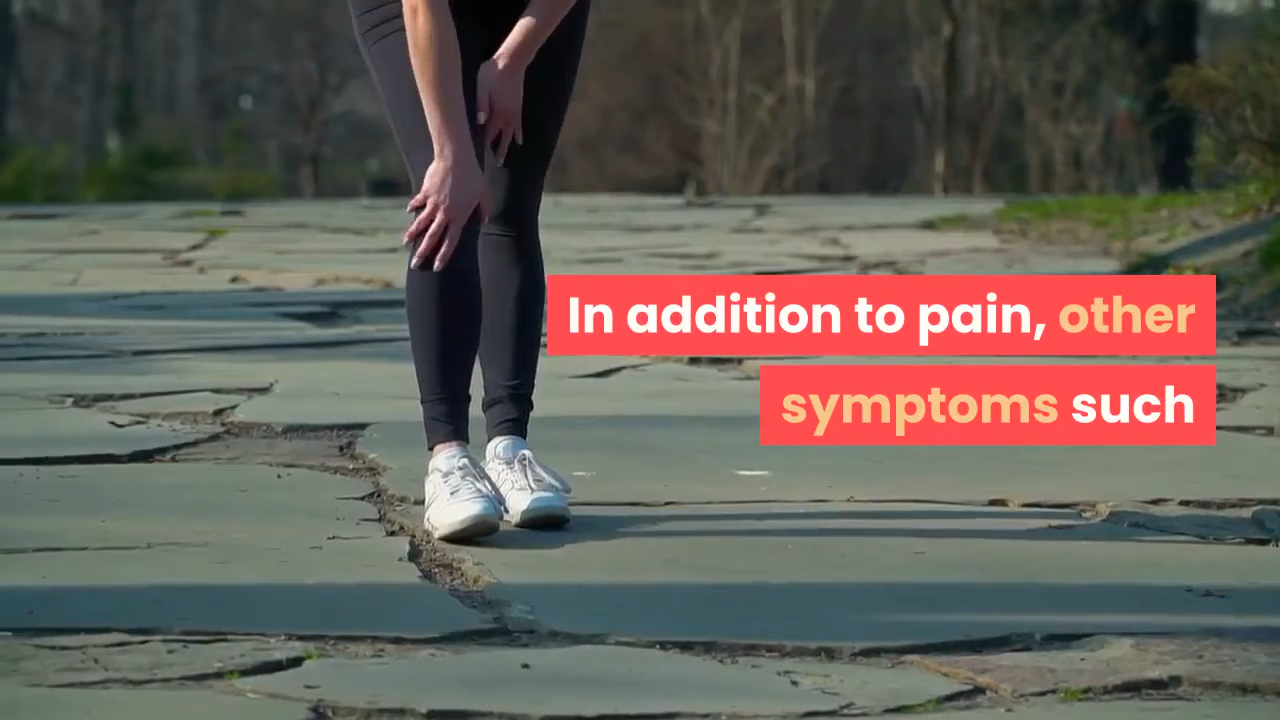 In addition to pain, other
symptoms such